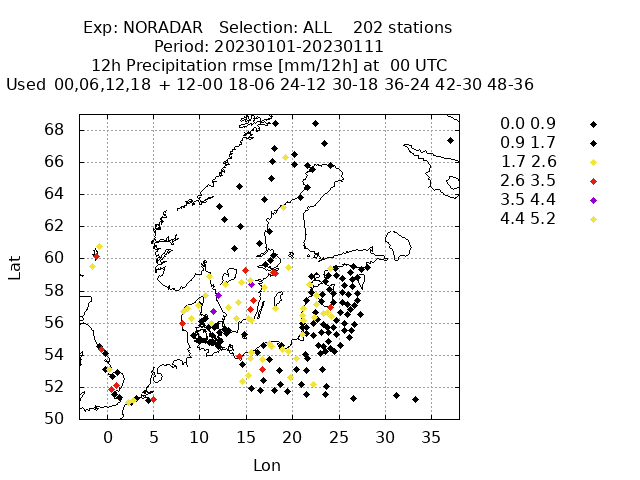 Exp: NORADAR Selection: ALL 202 stations
Period: 20230101-20230111
12h Precipitation rmse [mm/12h] at 00 UTC
Used 00,06,12,18 + 12-00 18-06 24-12 30-18 36-24 42-30 48-36
0.0 0.9
0.9 1.7
1.7 2.6
2.6 3.5
3.5 4.4
4.4 5.2
68
66
64
62
60
58
56
54
52
50
Lat
0 5 10 15 20 25 30 35
Lon